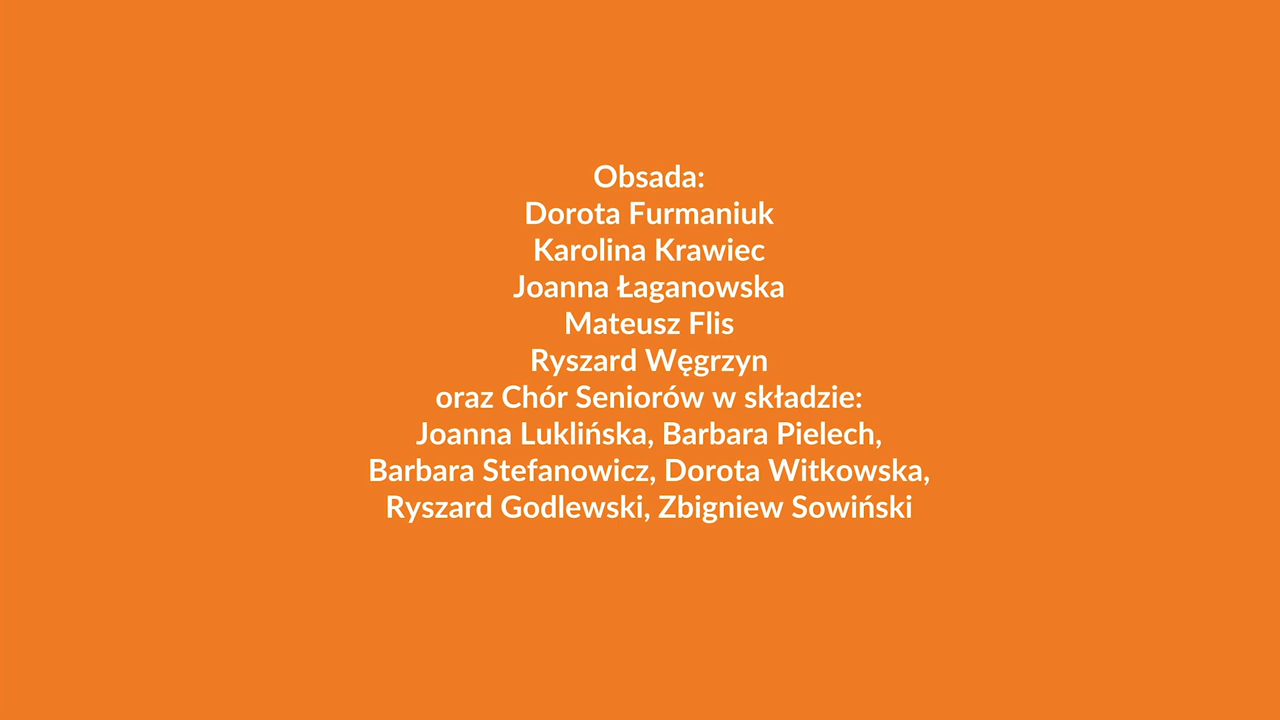 Obsada:
Dorota Furmaniuk
Karolina Krawiec
Joanna Łaganowska
Mateusz Flis
Ryszard Węgrzyn
oraz Chór Seniorów w składzie:
Joanna Luklińska, Barbara Pielech,
Barbara Stefanowicz, Dorota Witkowska,
Ryszard Godlewski, Zbigniew Sowiński